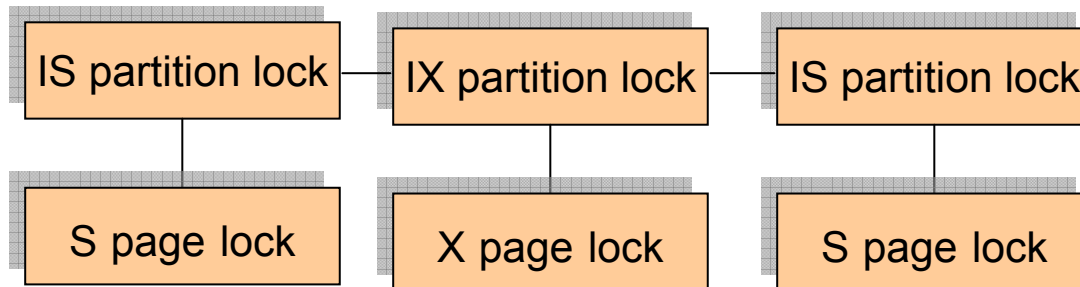 IS partition lock
IX partition lock
IS partition lock
S page lock
X page lock
S page lock